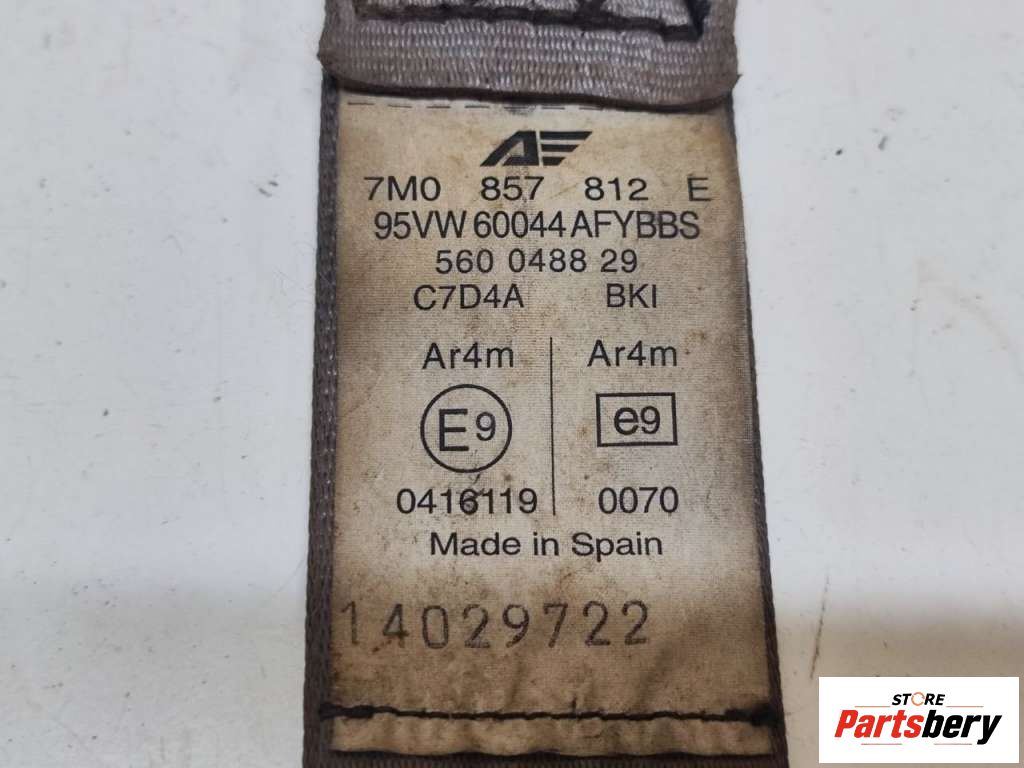 AE
7M0 857 812 E
95VW 60044 AFYBBS
560 0488 29
C7D4A BKI
Ar4m Ar4m
E9 e9
0416119 0070
Made in Spain
14029722
STORE
Partsbery